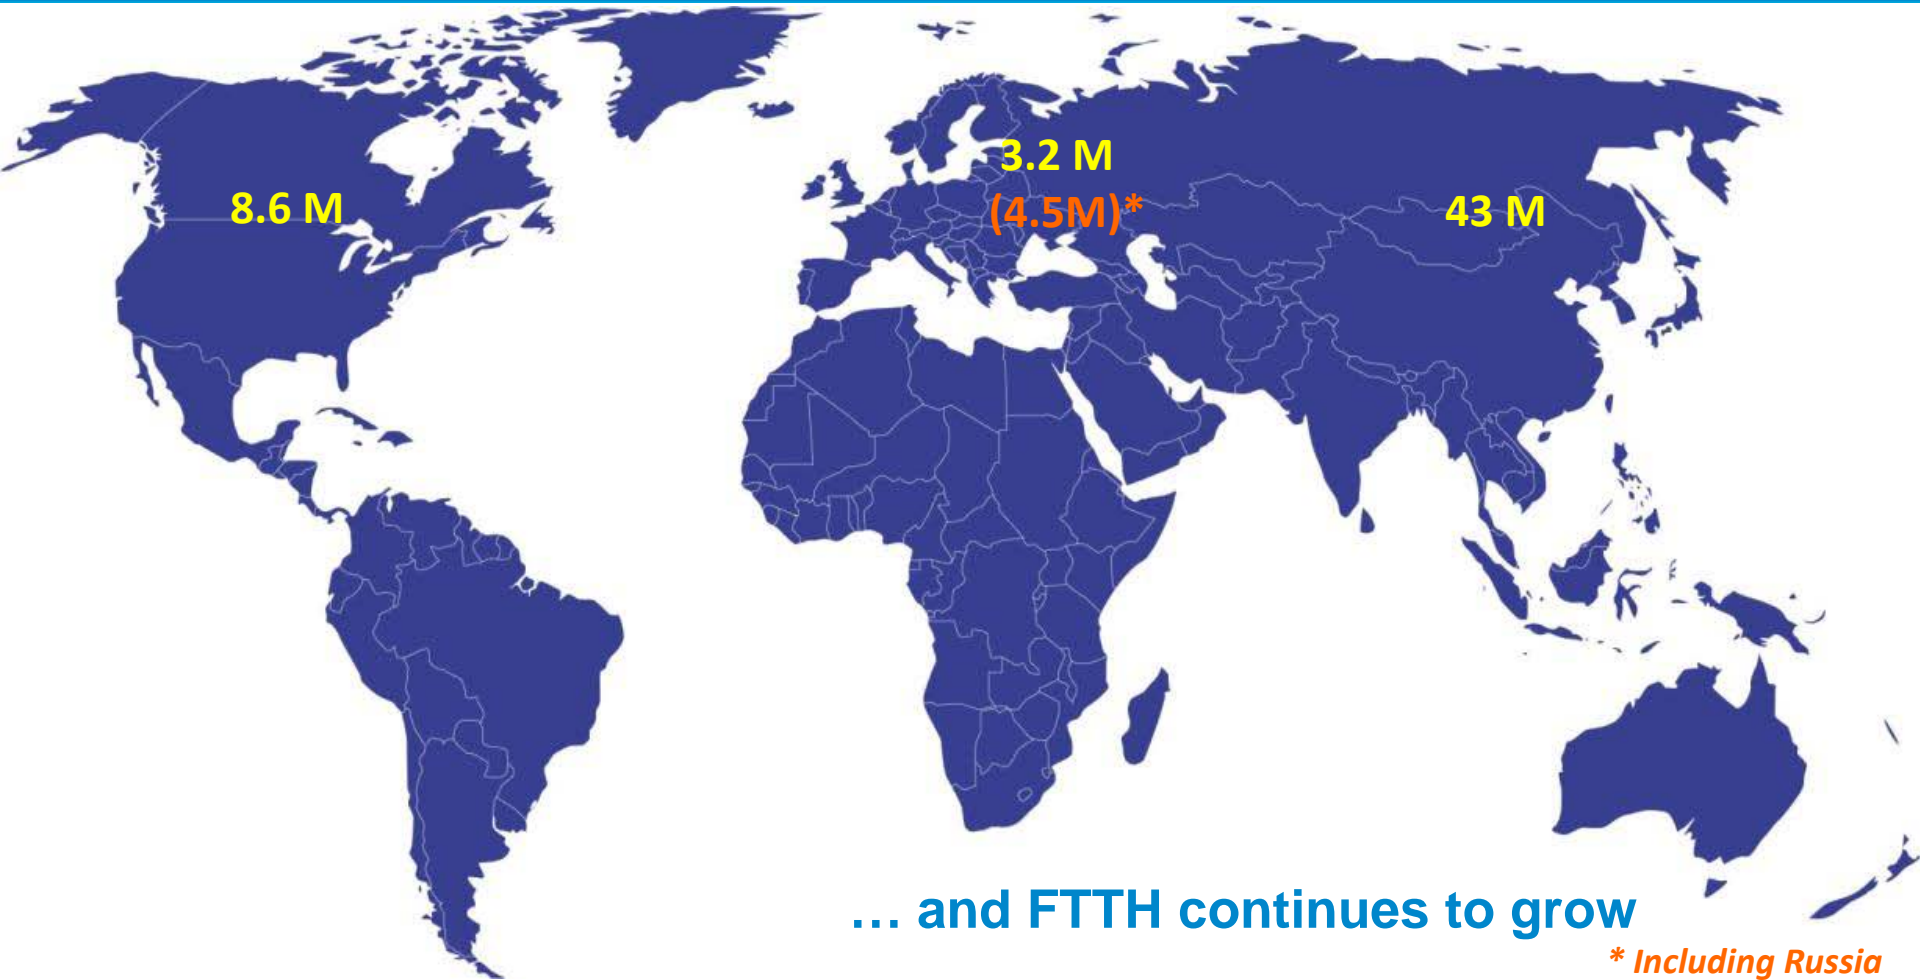 3.2 M
8.6 M
(4.5M)*
43 M
... and FTTH continues to grow
* Including Russia